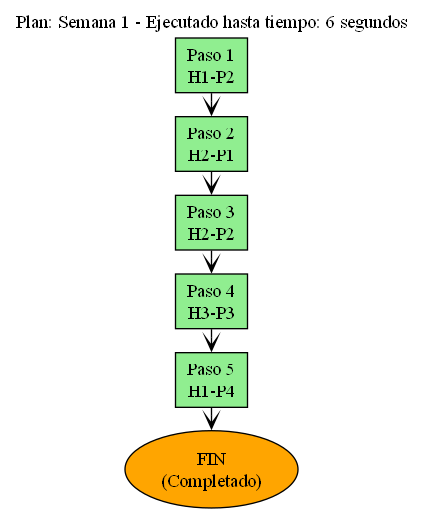 Plan: Semana 1 - Ejecutado hasta tiempo: 6 segundos
Paso 1
H1-P2
Paso 2
H2-P1
Paso 3
H2-P2
Paso 4
H3-P3
Paso 5
H1-P4
FIN
(Completado)